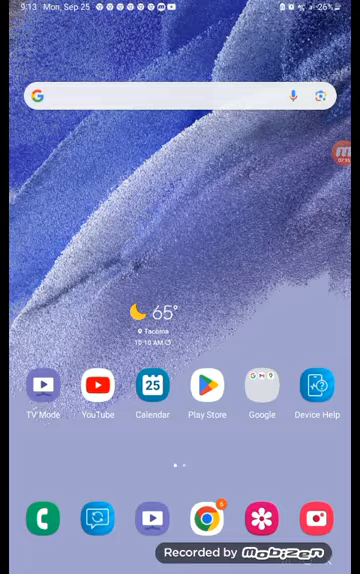 9:13 Mon, Sep 25
26%
65°
Tacoma
10:10 AM
25
TV Mode YouTube Calendar Play Store Google Device Help
5
Recorded by MOBIZEN